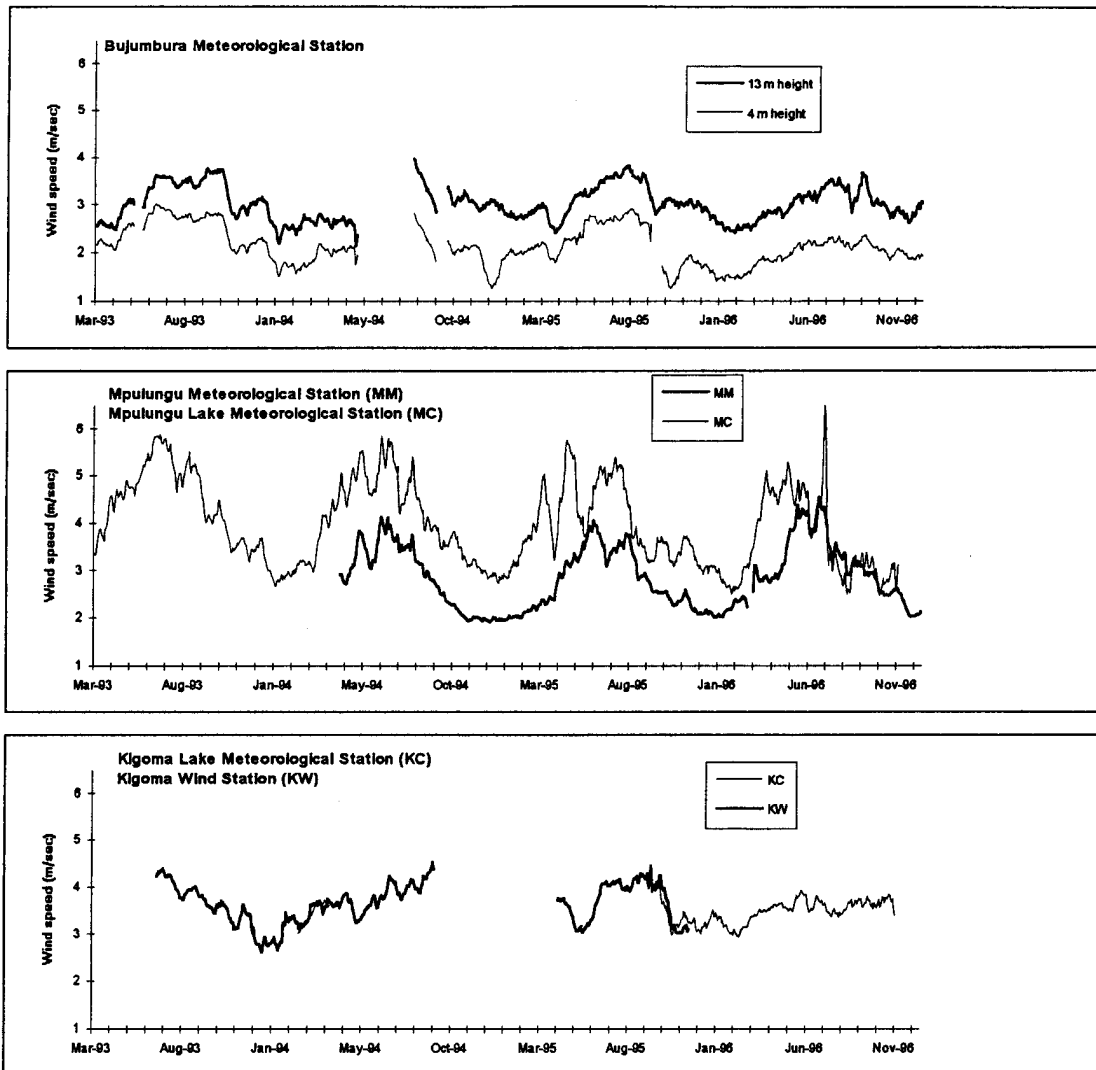 Bujumbura Meteorological Station
13 m height
4 m height
Wind speed (m/sec)
6
5
4
3
2
1
Mar-93 Aug-93 Jan-94 May-94 Oct-94 Mar-95 Aug-95 Jan-96 Jun-96 Nov-96
Mpulungu Meteorological Station (MM)
Mpulungu Lake Meteorological Station (MC)
MM
MC
Wind speed (m/sec)
6
5
4
3
2
1
Mar-93 Aug-93 Jan-94 May-94 Oct-94 Mar-95 Aug-95 Jan-96 Jun-96 Nov-96
Kigoma Lake Meteorological Station (KC)
Kigoma Wind Station (KW)
KC
KW
Wind speed (m/sec)
6
5
4
3
2
1
Mar-93 Aug-93 Jan-94 May-94 Oct-94 Mar-95 Aug-95 Jan-96 Jun-96 Nov-96